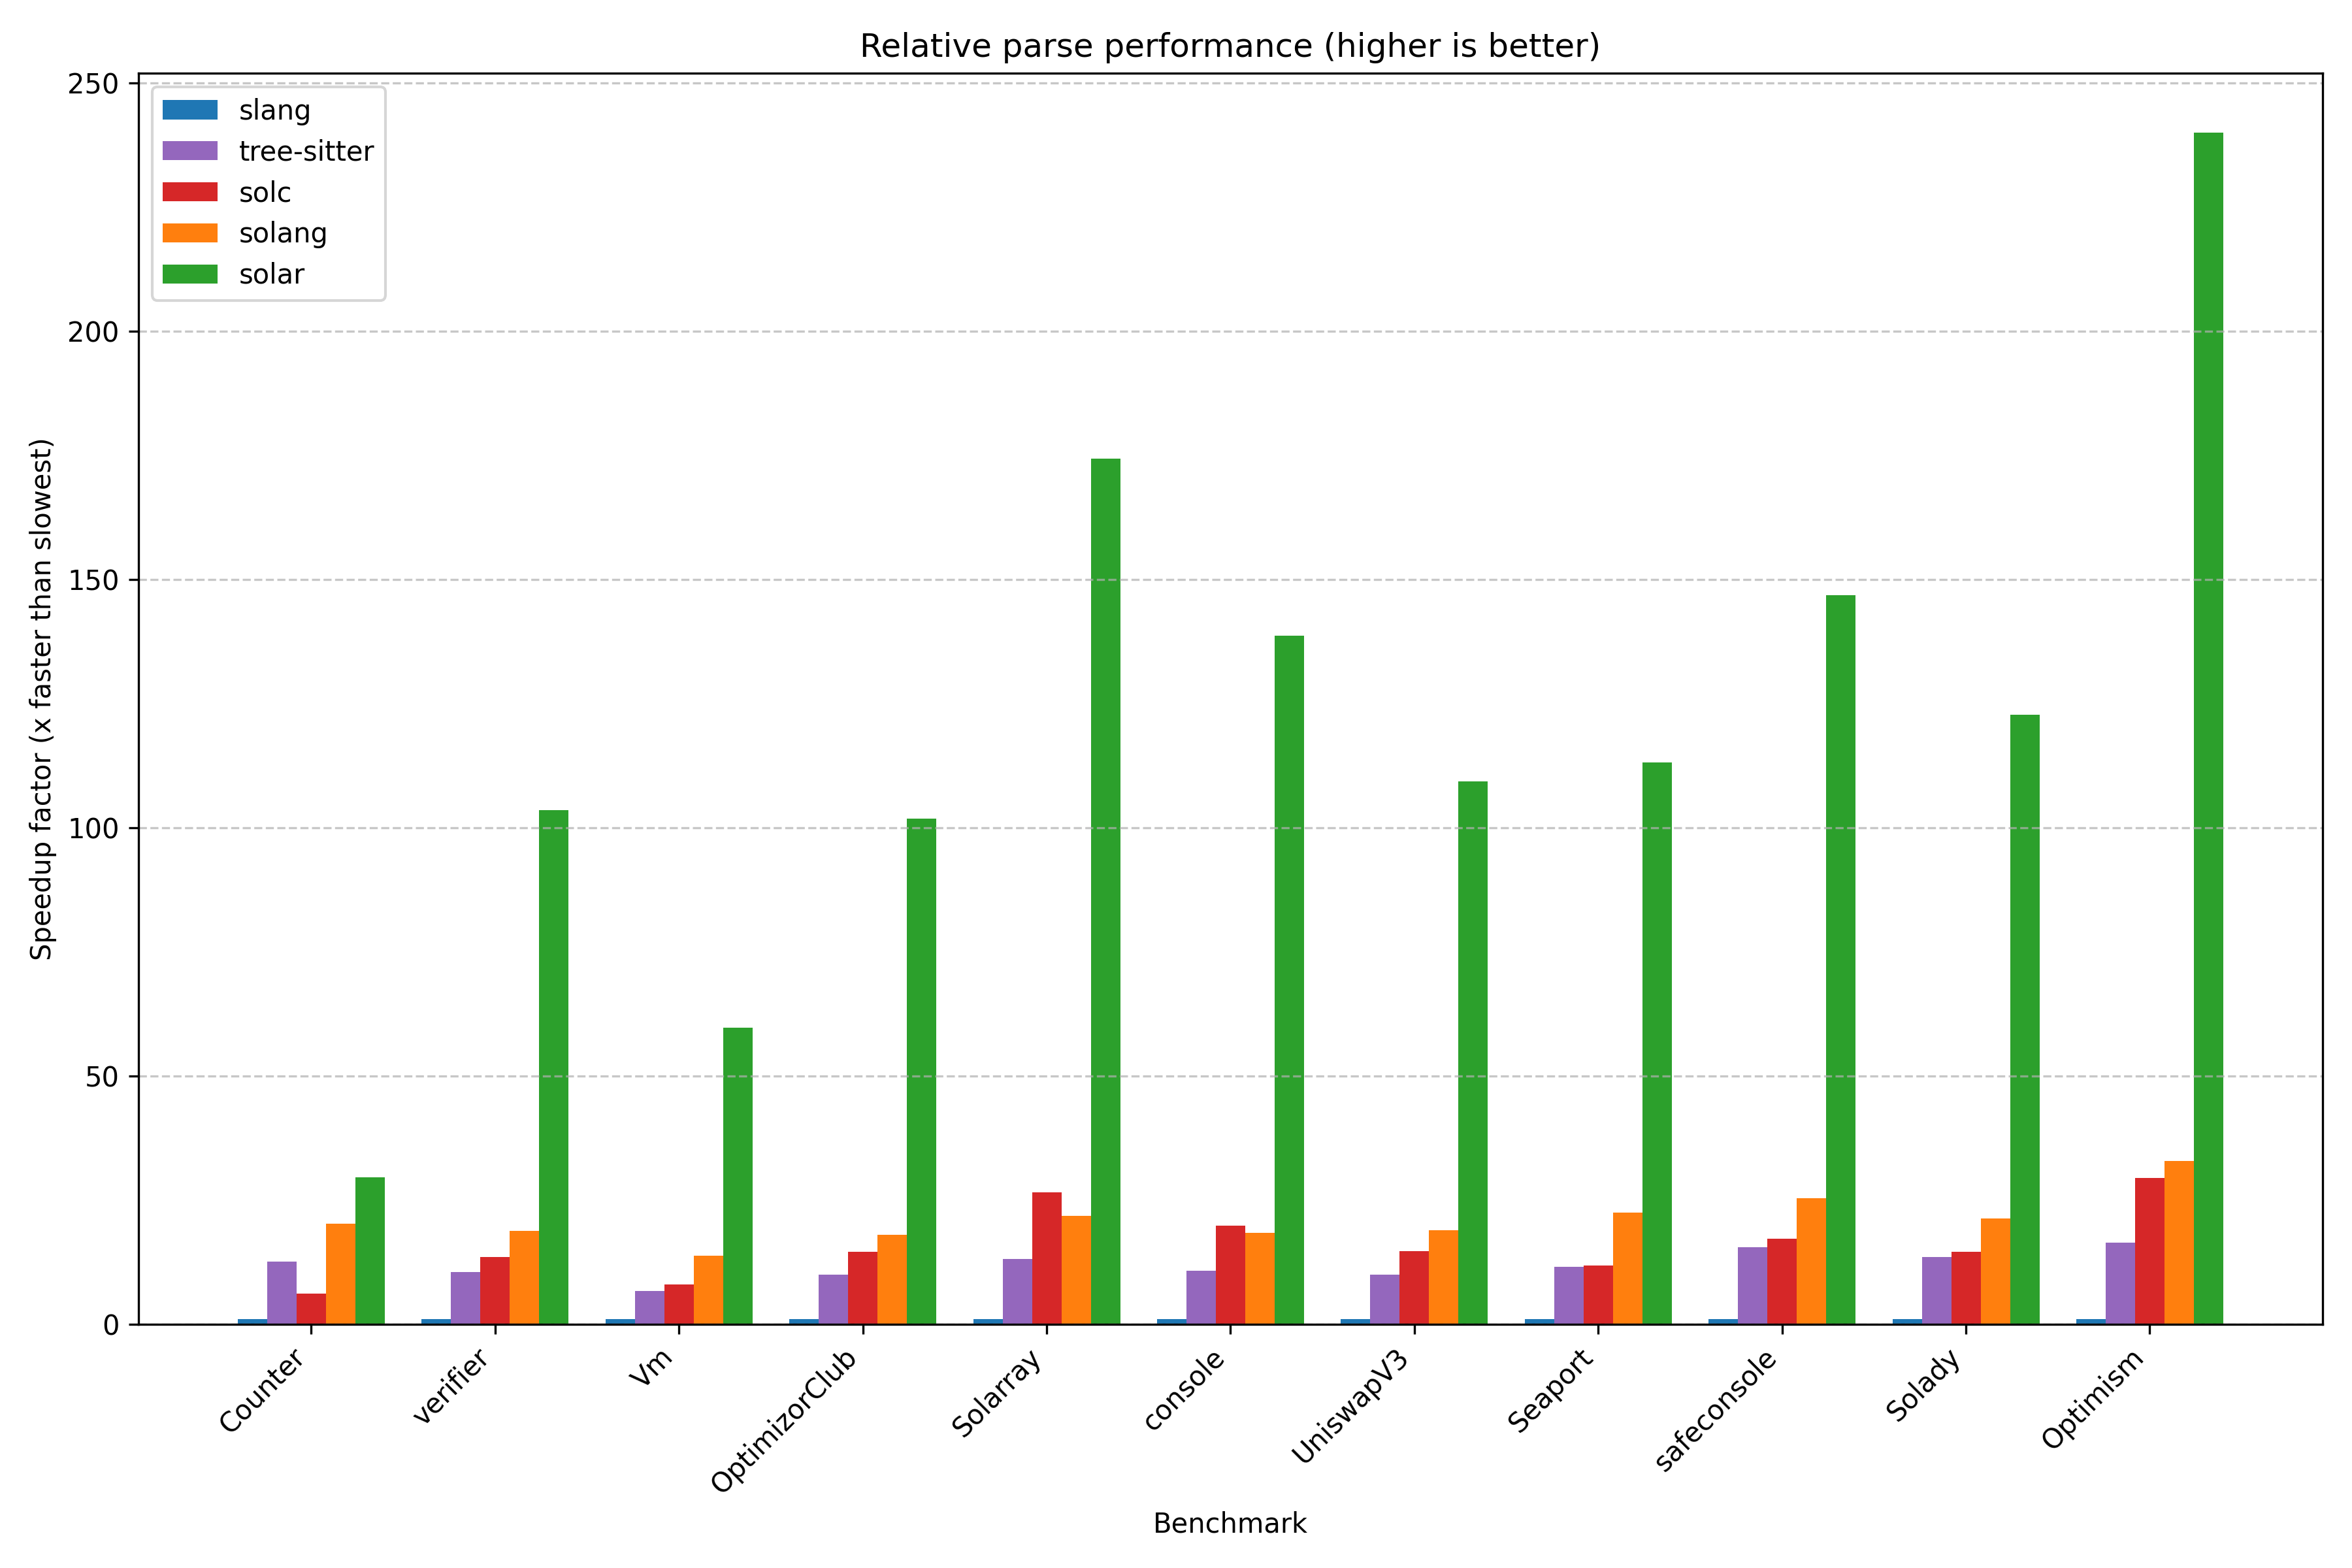 Relative parse performance (higher is better)
Speedup factor (x faster than slowest)
250
200
150
100
50
0
slang
tree-sitter
solc
solang
solar
Counter
verifier
Vm
OptimizorClub
Solarray
console
UniswapV3
Seaport
safeconsole
Solady
Optimism
Benchmark